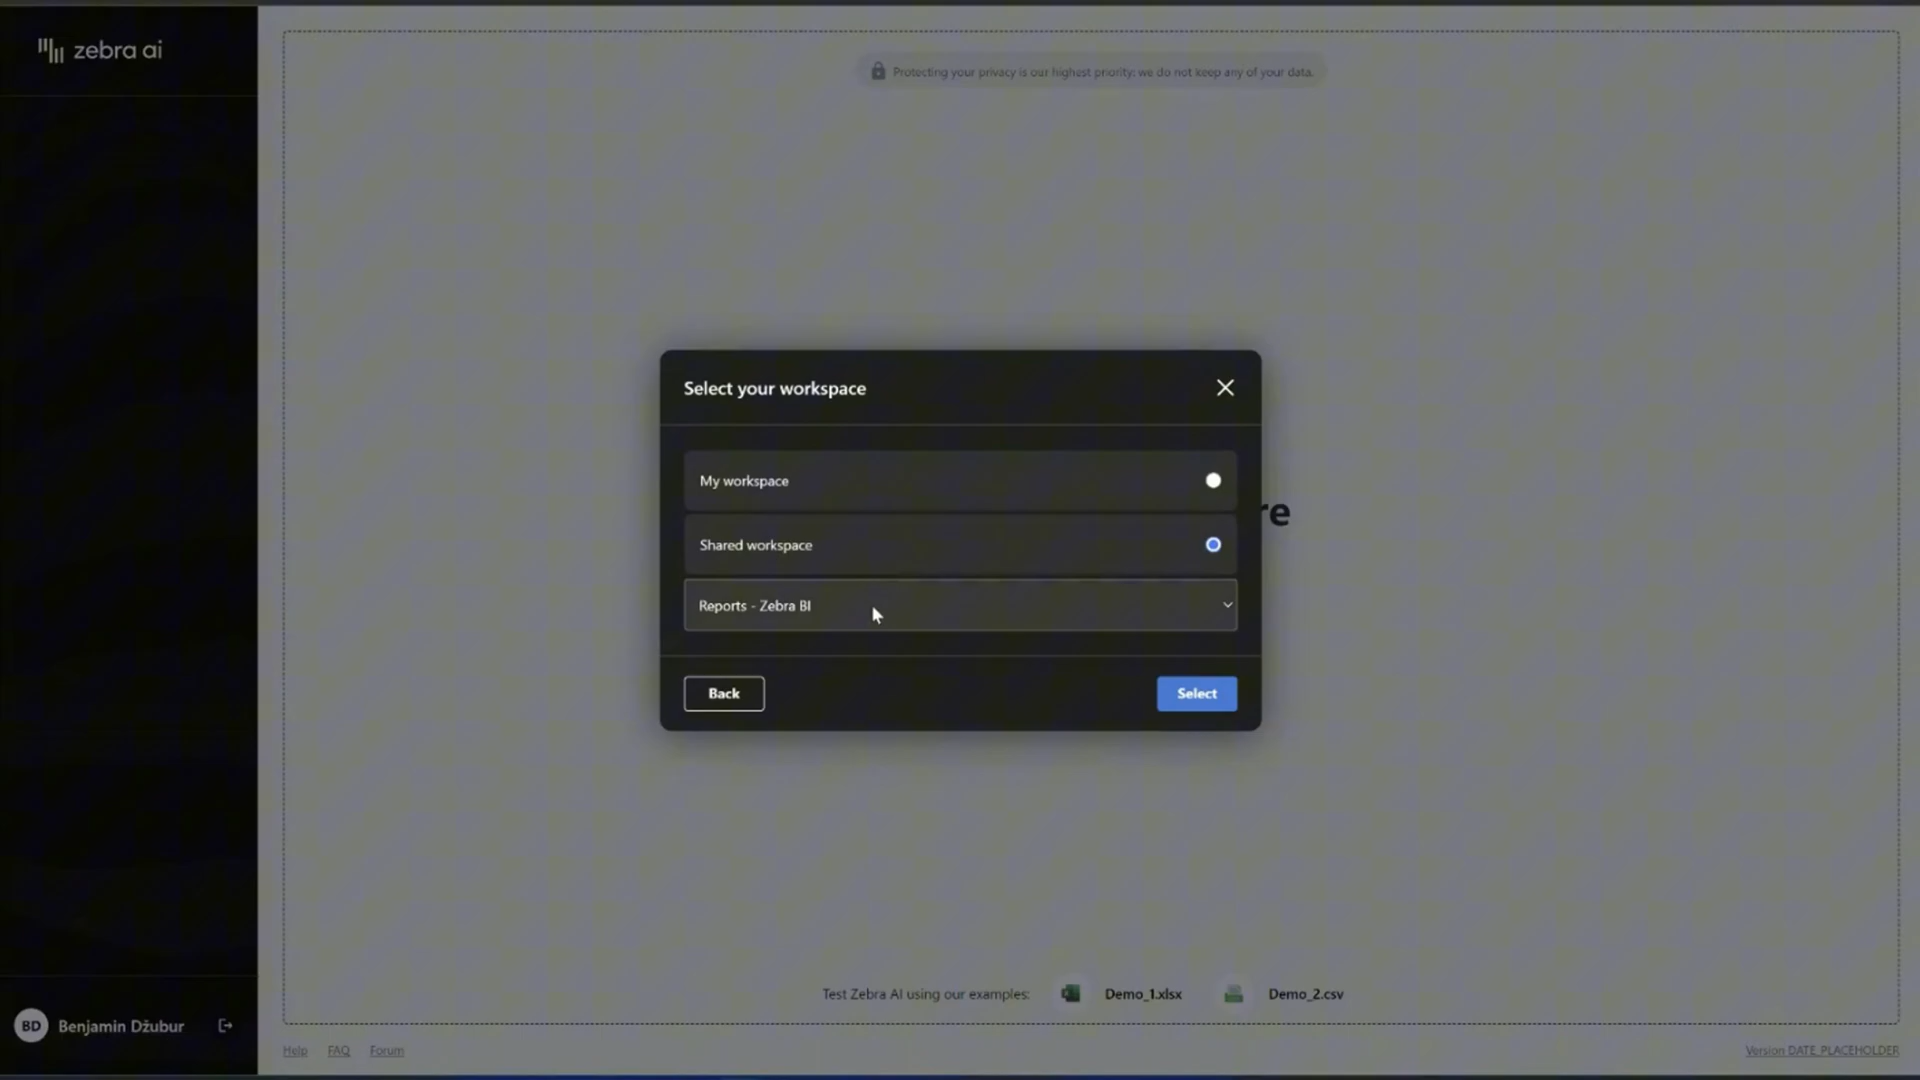 zebra ai
Protecting your privacy is our highest priority: we do not keep any of your data.
Select your workspace
My workspace
re
Shared workspace
Reports - Zebra BI
Back
Select
Test Zebra AI using our examples:
Demo_1.xlsx
Demo_2.csv
BD
Benjamin Džubur
Help
FAQ
Forum
Version DATE_PLACEHOLDER